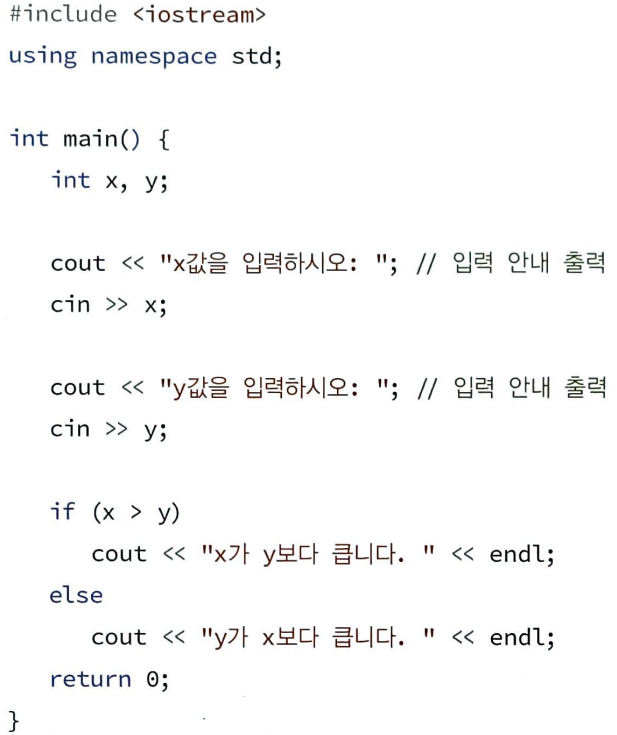 #include <iostream>
using namespace std;
int main() {
int x, y;
cout << "x값을 입력하시오: "; // 입력 안내 출력
cin >> x;
cout << "y값을 입력하시오: "; // 입력 안내 출력
cin >> y;
if (x > y)
cout << "x가 y보다 큽니다. " << endl;
else
cout << "y가 x보다 큽니다. " << endl;
return 0;
}